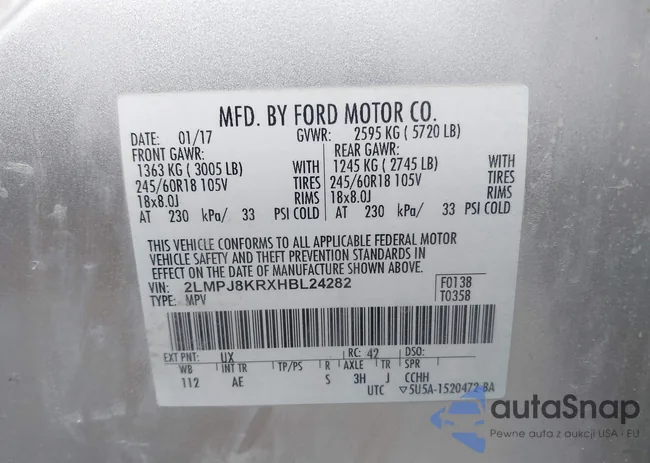 MFD. BY FORD MOTOR CO.
DATE: 01/17 GVWR: 2595 KG ( 5720 LB)
FRONT GAWR: REAR GAWR:
1363 KG ( 3005 LB) WITH 1245 KG ( 2745 LB) WITH
245/60R18 105V TIRES 245/60R18 105V TIRES
18x8.0J RIMS 18x8.0J RIMS
AT 230 kPa/ 33 PSI COLD AT 230 kPa/ 33 PSI COLD
THIS VEHICLE CONFORMS TO ALL APPLICABLE FEDERAL MOTOR
VEHICLE SAFETY AND THEFT PREVENTION STANDARDS IN
EFFECT ON THE DATE OF MANUFACTURE SHOWN ABOVE.
VIN: 2LMPJ8KRXHBL24282 F0138
TYPE: MPV T0358
EXT PNT: UX RC: 42 DSO:
WB INT TR TP/PS R AXLE TR SPR
112 AE S 3H J CCHH
UTC ▽5U5A-1520472-BA
autaSnap
Pewne auta z aukcji USA i EU